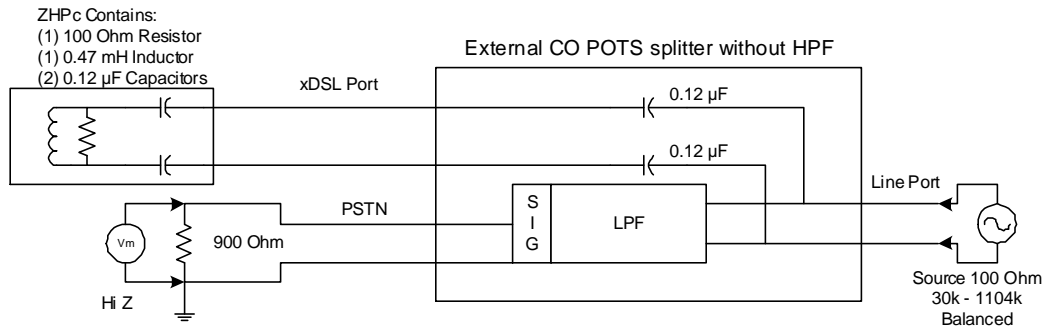 ZHPc Contains:
(1) 100 Ohm Resistor
(1) 0.47 mH Inductor
(2) 0.12 µF Capacitors
External CO POTS splitter without HPF
xDSL Port
0.12 µF
0.12 µF
Line Port
PSTN
S
I
G
LPF
Vm
900 Ohm
Hi Z
Source 100 Ohm
30k - 1104k
Balanced